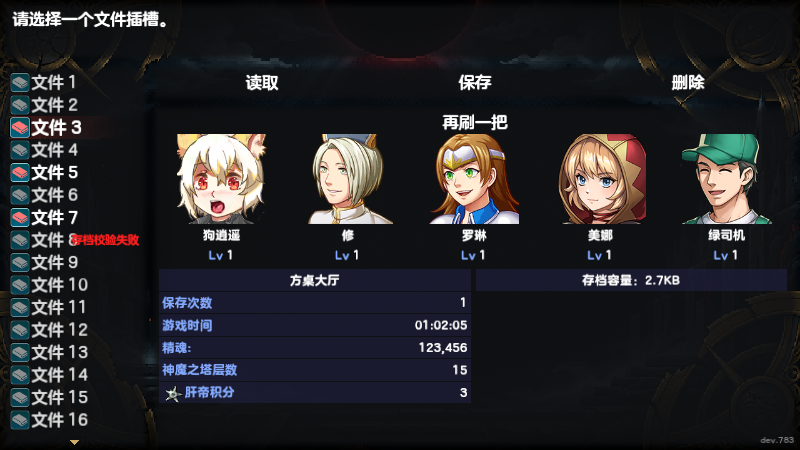 请选择一个文件插槽。
读取 保存 删除
文件 1
文件 2
文件 3
文件 4
文件 5
文件 6
文件 7
文件 8 存档校验失败
文件 9
文件 10
文件 11
文件 12
文件 13
文件 14
文件 15
文件 16
再刷一把
狗逍遥 修 罗琳 美娜 绿司机
Lv 1 Lv 1 Lv 1 Lv 1 Lv 1
方桌大厅 存档容量：2.7KB
保存次数 1
游戏时间 01:02:05
精魂: 123,456
神魔之塔层数 15
肝帝积分 3
dev.783